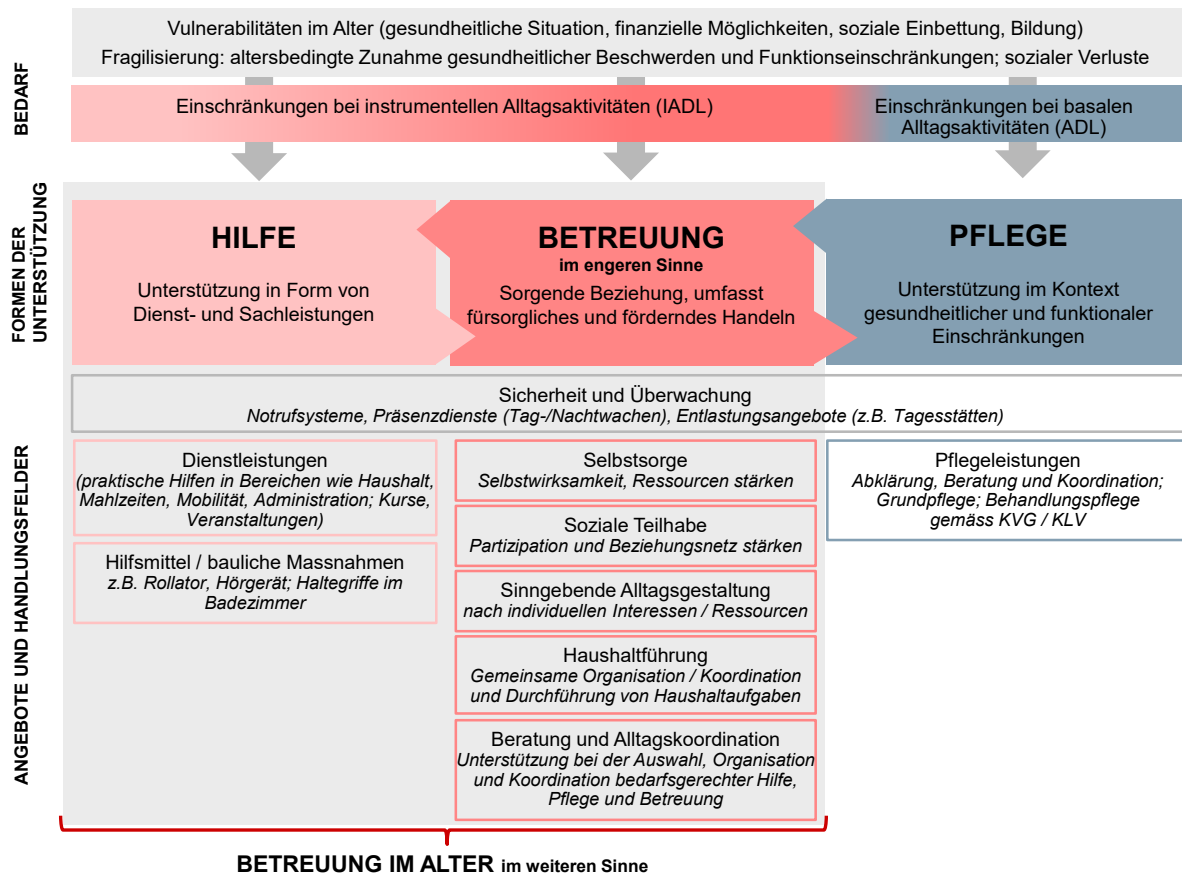 BEDARF
Vulnerabilitäten im Alter (gesundheitliche Situation, finanzielle Möglichkeiten, soziale Einbettung, Bildung)
Fragilisierung: altersbedingte Zunahme gesundheitlicher Beschwerden und Funktionseinschränkungen; sozialer Verluste
Einschränkungen bei instrumentellen Alltagsaktivitäten (IADL)
Einschränkungen bei basalen
Alltagsaktivitäten (ADL)
FORMEN DER
UNTERSTÜTZUNG
HILFE
Unterstützung in Form von
Dienst- und Sachleistungen
BETREUUNG
im engeren Sinne
Sorgende Beziehung, umfasst
fürsorgliches und förderndes Handeln
PFLEGE
Unterstützung im Kontext
gesundheitlicher und funktionaler
Einschränkungen
ANGEBOTE UND HANDLUNGSFELDER
Sicherheit und Überwachung
Notrufsysteme, Präsenzdienste (Tag-/Nachtwachen), Entlastungsangebote (z.B. Tagesstätten)
Dienstleistungen
(praktische Hilfen in Bereichen wie Haushalt,
Mahlzeiten, Mobilität, Administration; Kurse,
Veranstaltungen)
Hilfsmittel / bauliche Massnahmen
z.B. Rollator, Hörgerät; Haltegriffe im
Badezimmer
Selbstsorge
Selbstwirksamkeit, Ressourcen stärken
Soziale Teilhabe
Partizipation und Beziehungsnetz stärken
Sinngebende Alltagsgestaltung
nach individuellen Interessen / Ressourcen
Haushaltführung
Gemeinsame Organisation / Koordination
und Durchführung von Haushaltaufgaben
Beratung und Alltagskoordination
Unterstützung bei der Auswahl, Organisation
und Koordination bedarfsgerechter Hilfe,
Pflege und Betreuung
Pflegeleistungen
Abklärung, Beratung und Koordination;
Grundpflege; Behandlungspflege
gemäss KVG / KLV
BETREUUNG IM ALTER im weiteren Sinne